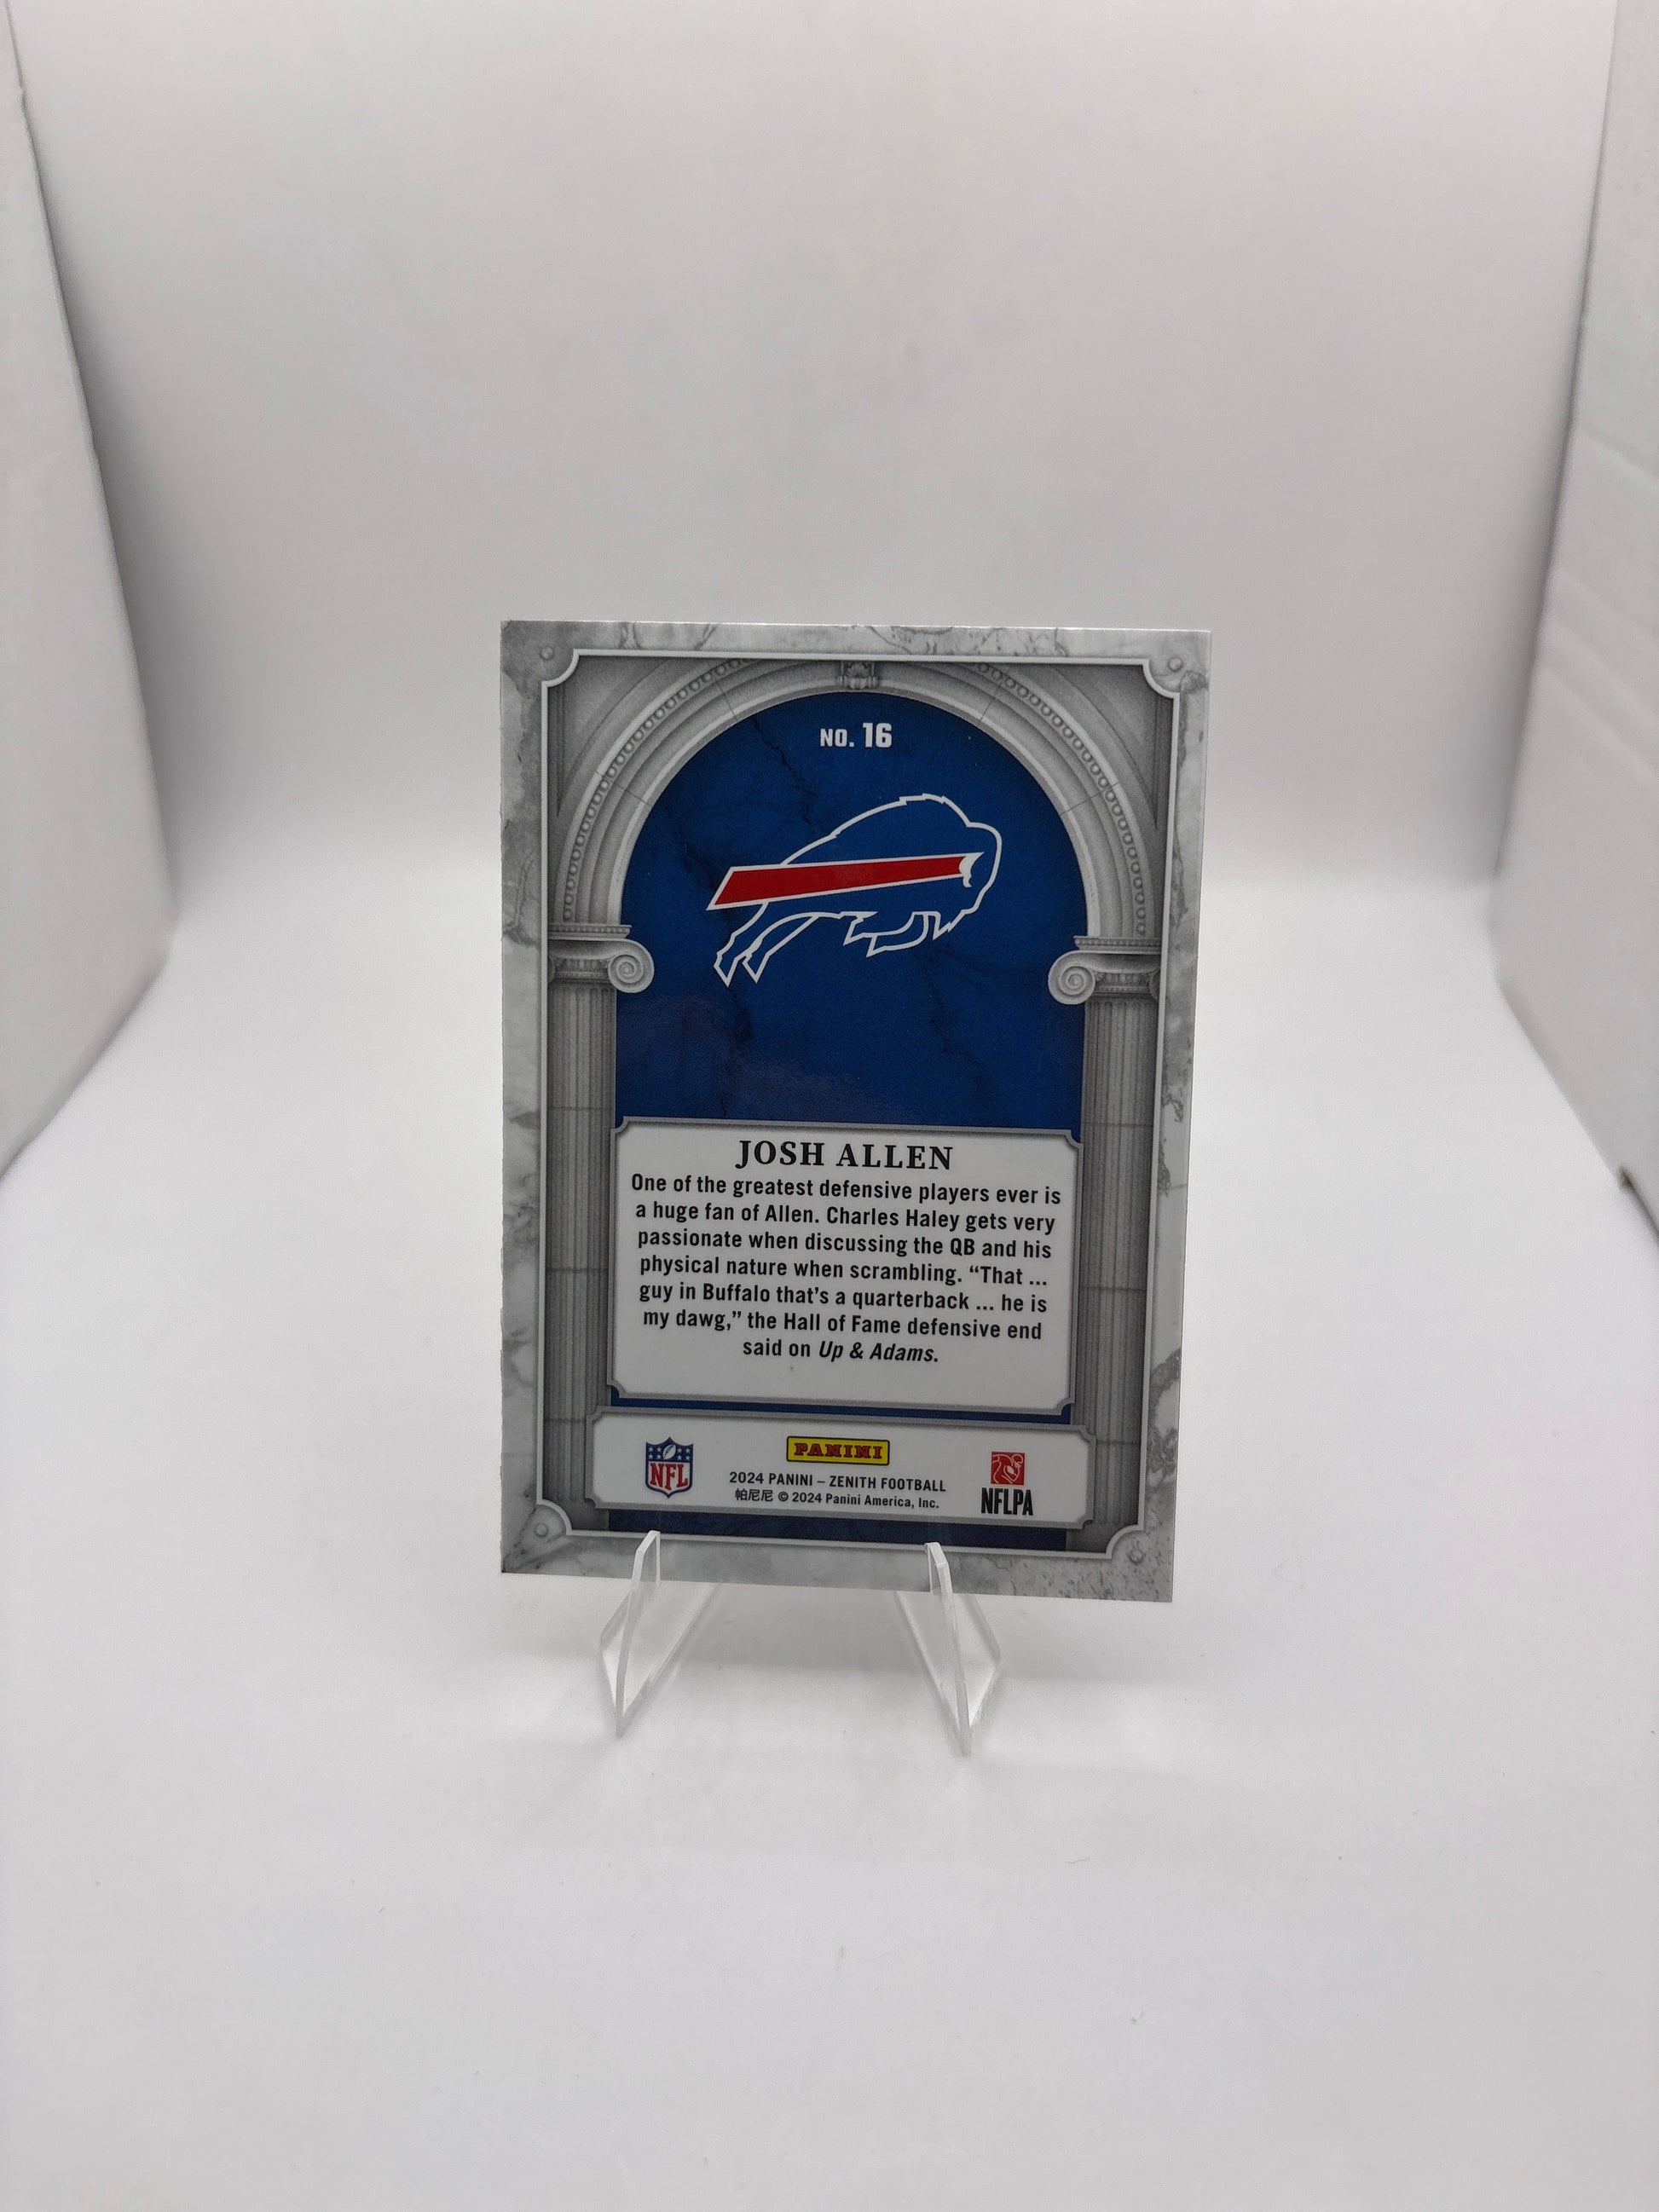 NO. 16
JOSH ALLEN
One of the greatest defensive players ever is
a huge fan of Allen. Charles Haley gets very
passionate when discussing the QB and his
physical nature when scrambling. “That ...
guy in Buffalo that’s a quarterback ... he is
my dawg,” the Hall of Fame defensive end
said on Up & Adams.
NFL
PANINI
2024 PANINI – ZENITH FOOTBALL
帕尼尼 © 2024 Panini America, Inc.
NFLPA